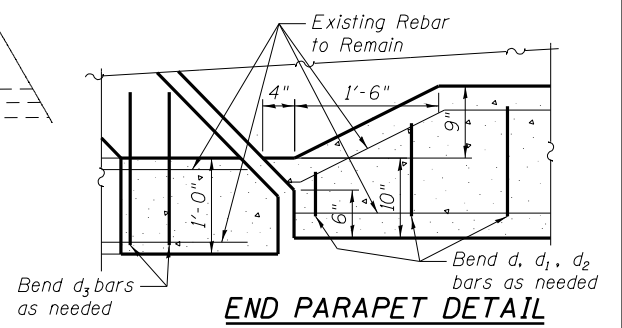 Existing Rebar
to Remain
4"
1'-6"
9"
1'-0"
6"
10"
Bend d₃ bars
as needed
Bend d, d₁, d₂
bars as needed
END PARAPET DETAIL